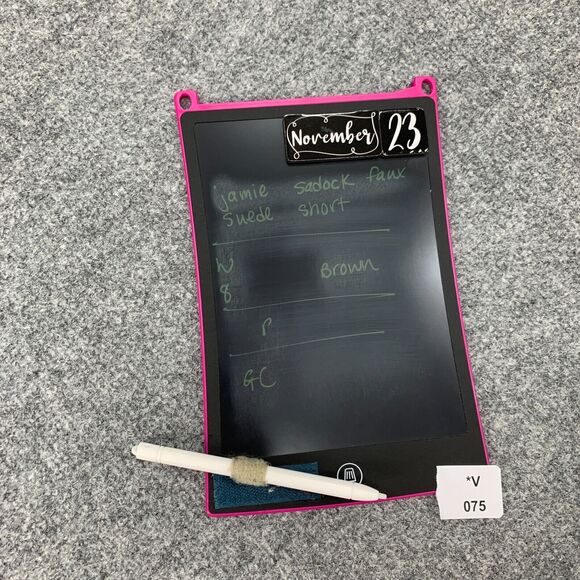 November 23
jamie sadock faux
suede short
W Brown
8
P
GC
*V
075